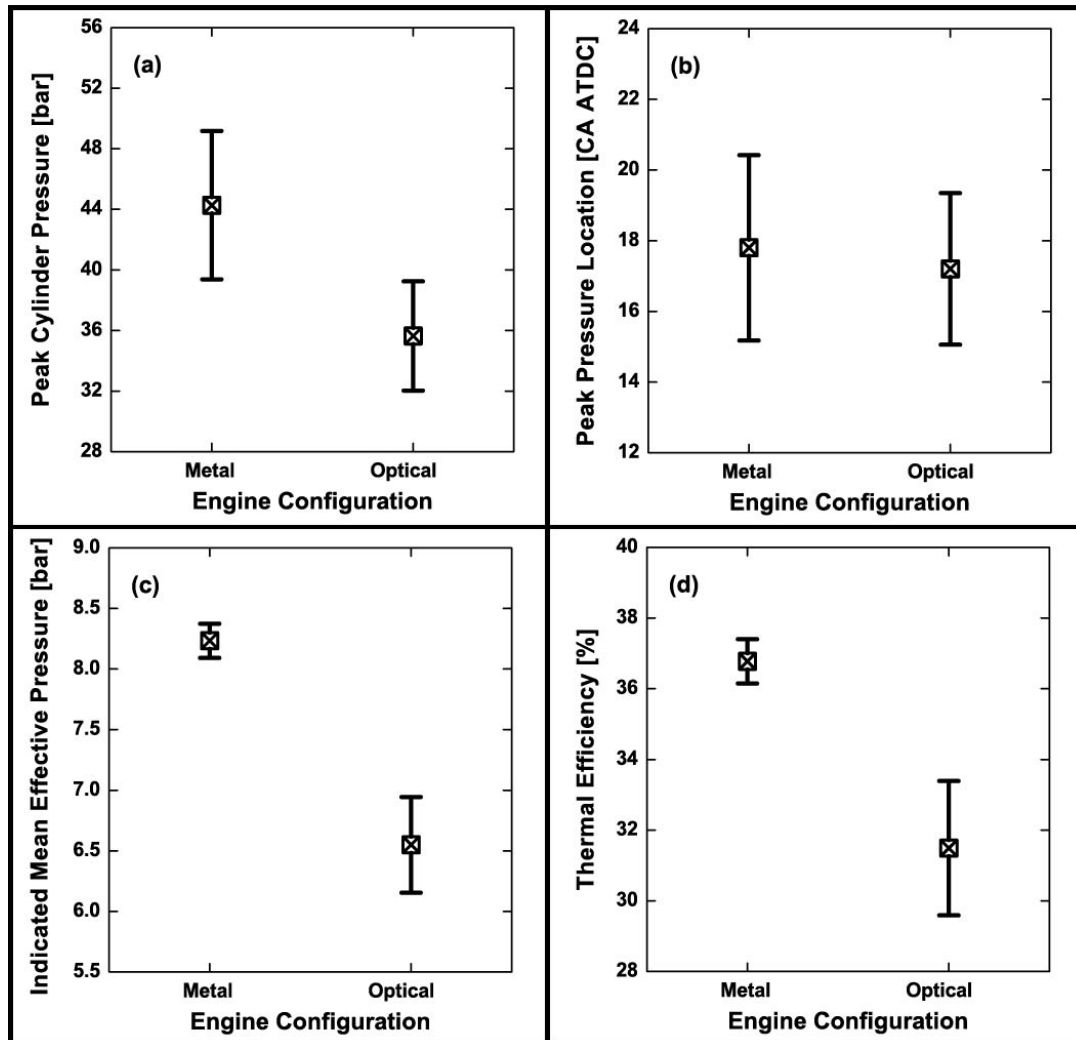 (a)
Peak Cylinder Pressure [bar]
56
52
48
44
40
36
32
28
Metal
Optical
Engine Configuration
(b)
Peak Pressure Location [CA ATDC]
24
22
20
18
16
14
12
Metal
Optical
Engine Configuration
(c)
Indicated Mean Effective Pressure [bar]
9.0
8.5
8.0
7.5
7.0
6.5
6.0
5.5
Metal
Optical
Engine Configuration
(d)
Thermal Efficiency [%]
40
38
36
34
32
30
28
Metal
Optical
Engine Configuration